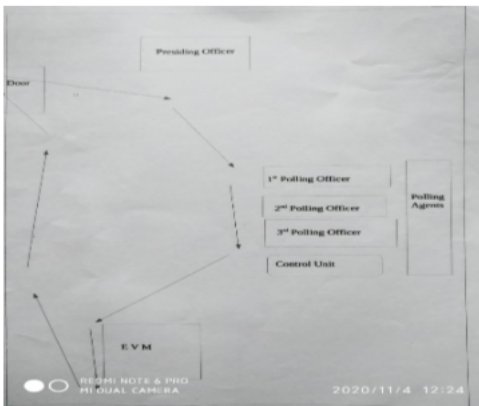 Presiding Officer
Door
1st Polling Officer
2nd Polling Officer
3rd Polling Officer
Control Unit
Polling
Agents
E V M
REDMI NOTE 6 PRO
MI DUAL CAMERA
2020/11/4 12:24